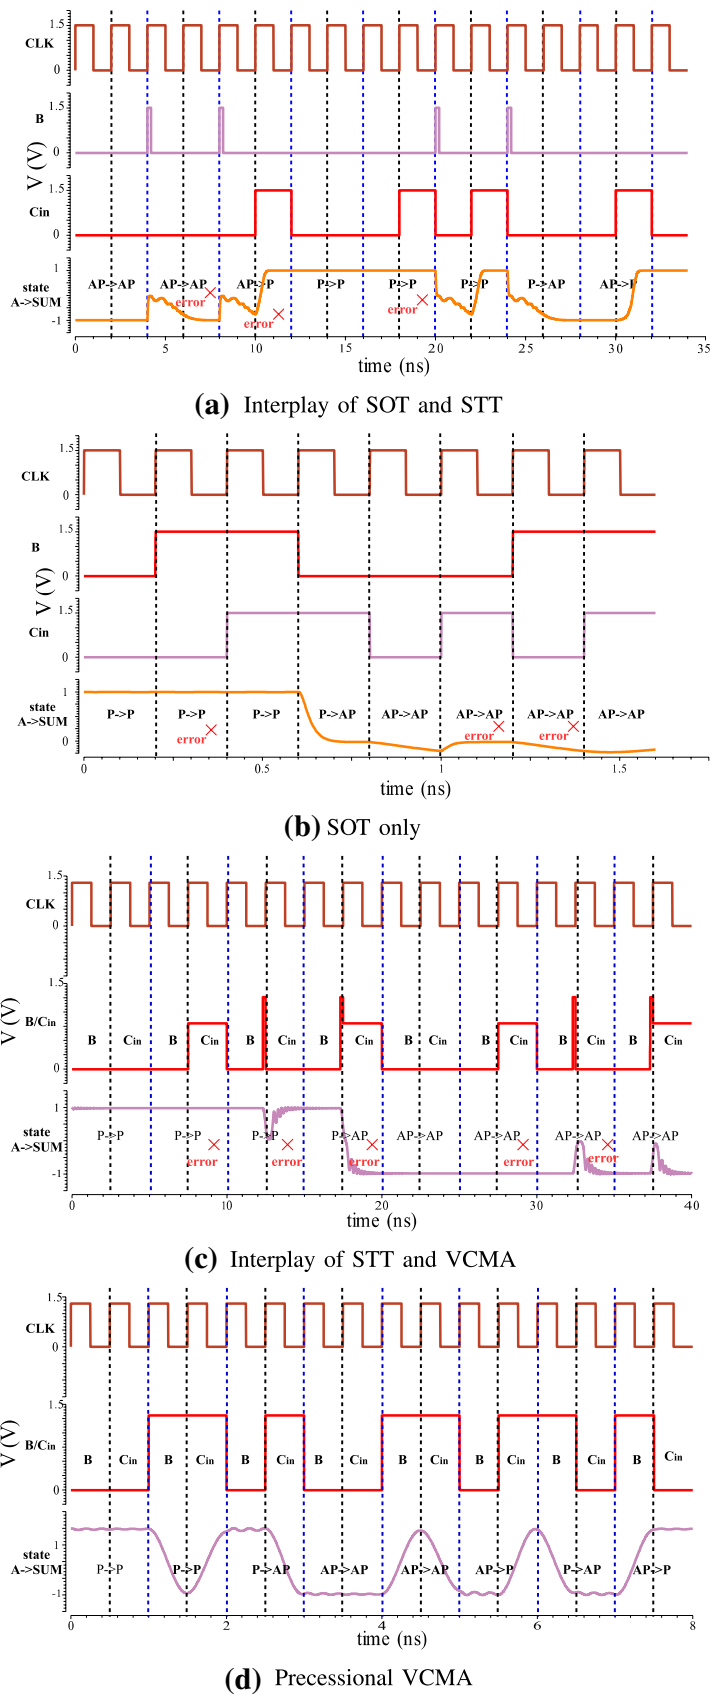 CLK
1.5
0
B
1.5
0
V (V)
Cin
1.5
0
state
A->SUM
1
-1
AP->AP AP->AP AP->P P->P P->P P->P P->AP AP->P
error error error
0 5 10 15 20 25 30 35
time (ns)
(a) Interplay of SOT and STT
CLK
1.5
0
B
1.5
0
V (V)
Cin
1.5
0
state
A->SUM
1
0
P->P P->P P->P P->AP AP->AP AP->AP AP->AP AP->AP
error error error
0 0.5 1 1.5
time (ns)
(b) SOT only
CLK
1.5
0
V (V)
B/Cin
1.5
0
B Cin B Cin B Cin B Cin B Cin B Cin B Cin B Cin
state
A->SUM
1
-1
P->P P->P P->P P->AP AP->AP AP->AP AP->AP AP->AP
error error error error error
0 10 20 30 40
time (ns)
(c) Interplay of STT and VCMA
CLK
1.5
0
V (V)
B/Cin
1.5
0
B Cin B Cin B Cin B Cin B Cin B Cin B Cin B Cin
state
A->SUM
1
-1
P->P P->P P->AP AP->AP AP->AP AP->P P->AP AP->P
0 2 4 6 8
time (ns)
(d) Precessional VCMA